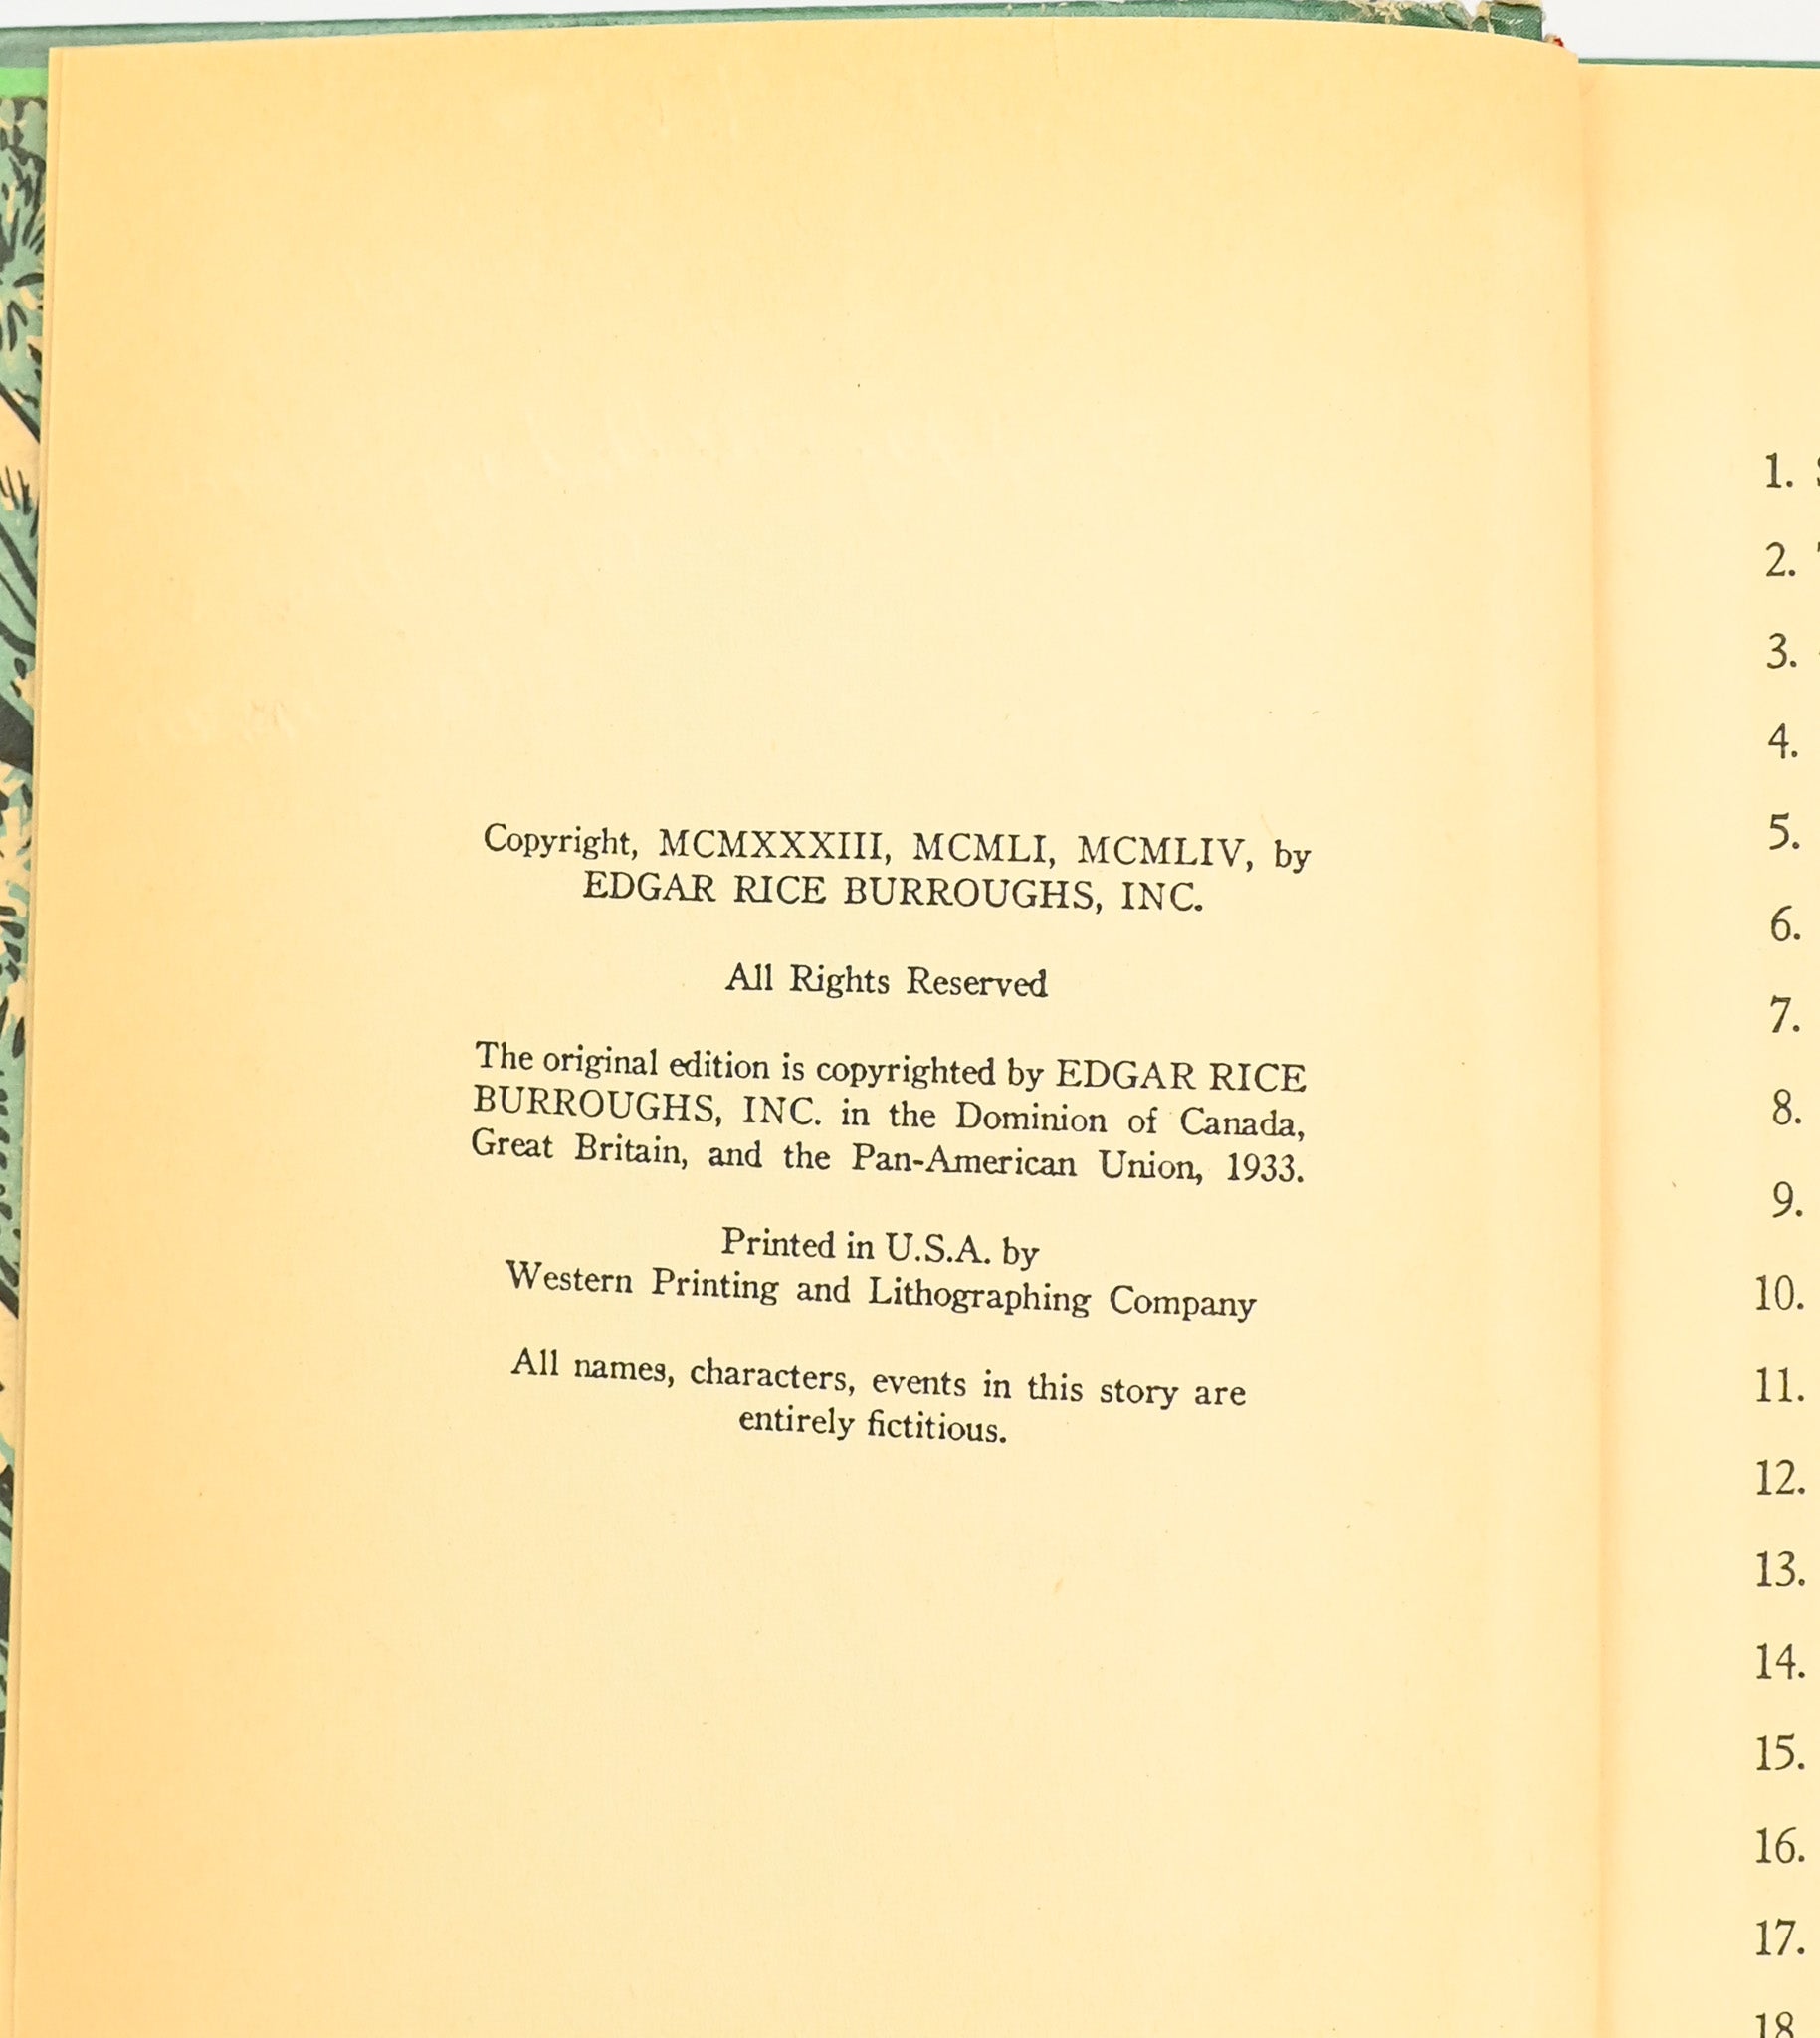 Copyright, MCMXXXIII, MCMLI, MCMLIV, by
EDGAR RICE BURROUGHS, INC.
All Rights Reserved
The original edition is copyrighted by EDGAR RICE
BURROUGHS, INC. in the Dominion of Canada,
Great Britain, and the Pan-American Union, 1933.
Printed in U.S.A. by
Western Printing and Lithographing Company
All names, characters, events in this story are
entirely fictitious.
1.
2.
3.
4.
5.
6.
7.
8.
9.
10.
11.
12.
13.
14.
15.
16.
17.
18